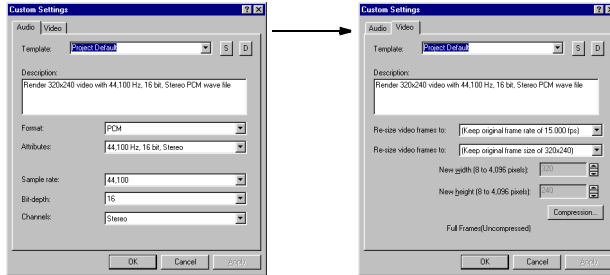 Custom Settings
Audio Video
Template: Project Default S D
Description:
Render 320x240 video with 44,100 Hz, 16 bit, Stereo PCM wave file
Format: PCM
Attributes: 44,100 Hz, 16 bit, Stereo
Sample rate: 44,100
Bit-depth: 16
Channels: Stereo
OK Cancel Apply
Custom Settings
Audio Video
Template: Project Default S D
Description:
Render 320x240 video with 44,100 Hz, 16 bit, Stereo PCM wave file
Re-size video frames to: (Keep original frame rate of 15.000 fps)
Re-size video frames to: (Keep original frame size of 320x240)
New width (8 to 4,096 pixels): 320
New height (8 to 4,096 pixels): 240
Compression...
Full Frames(Uncompressed)
OK Cancel Apply